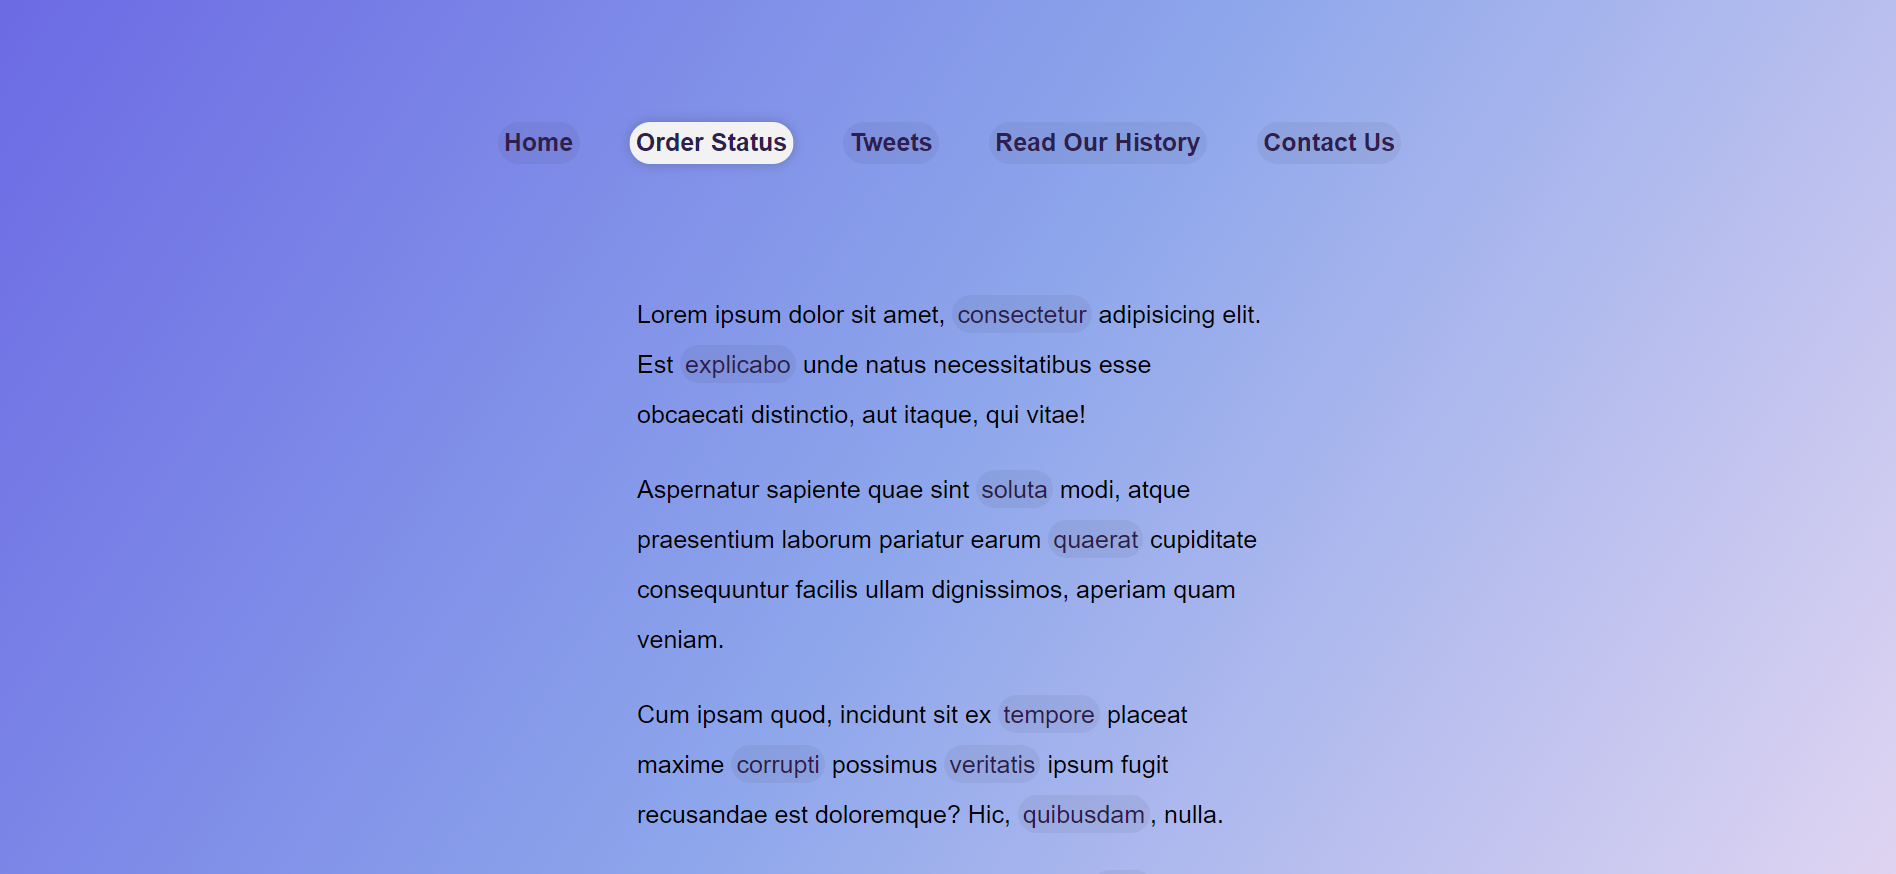 Home Order Status Tweets Read Our History Contact Us
Lorem ipsum dolor sit amet, consectetur adipisicing elit.
Est explicabo unde natus necessitatibus esse
obcaecati distinctio, aut itaque, qui vitae!
Aspernatur sapiente quae sint soluta modi, atque
praesentium laborum pariatur earum quaerat cupiditate
consequuntur facilis ullam dignissimos, aperiam quam
veniam.
Cum ipsam quod, incidunt sit ex tempore placeat
maxime corrupti possimus veritatis ipsum fugit
recusandae est doloremque? Hic, quibusdam, nulla.